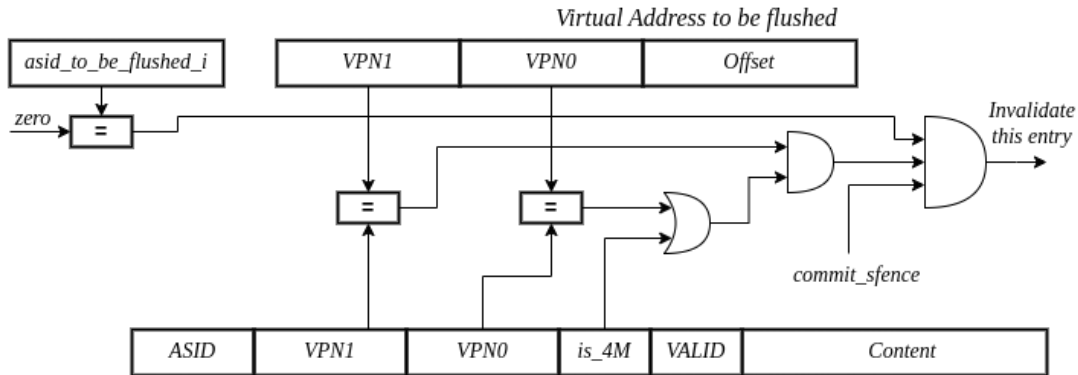 Virtual Address to be flushed
asid_to_be_flushed_i
VPN1
VPN0
Offset
zero
=
Invalidate
this entry
=
=
commit_sfence
ASID
VPN1
VPN0
is_4M
VALID
Content